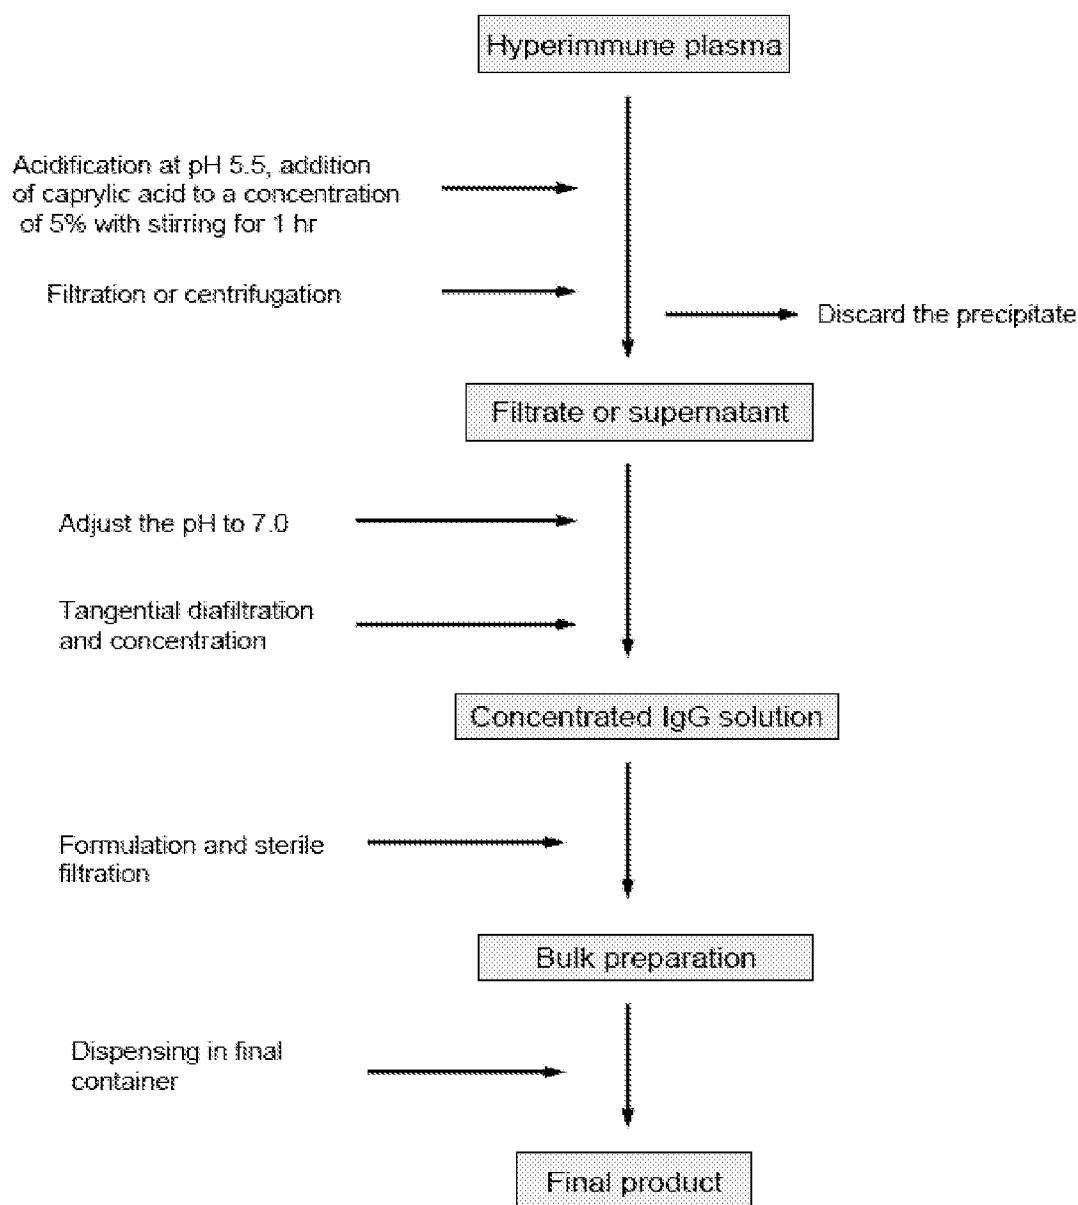 Hyperimmune plasma
Acidification at pH 5.5, addition
of caprylic acid to a concentration
of 5% with stirring for 1 hr
Filtration or centrifugation
Discard the precipitate
Filtrate or supernatant
Adjust the pH to 7.0
Tangential diafiltration
and concentration
Concentrated IgG solution
Formulation and sterile
filtration
Bulk preparation
Dispensing in final
container
Final product